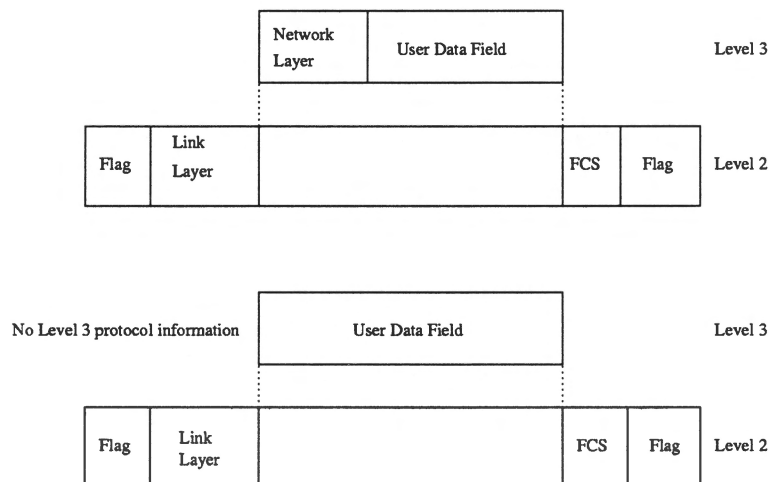 Network
Layer
User Data Field
Level 3
Flag
Link
Layer
FCS
Flag
Level 2
No Level 3 protocol information
User Data Field
Level 3
Flag
Link
Layer
FCS
Flag
Level 2